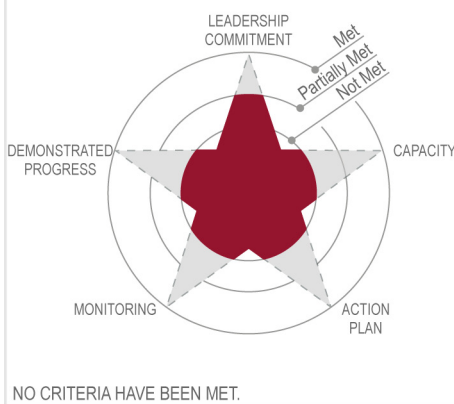 LEADERSHIP
COMMITMENT
Met
Partially Met
Not Met
DEMONSTRATED
PROGRESS
CAPACITY
MONITORING
ACTION
PLAN
NO CRITERIA HAVE BEEN MET.